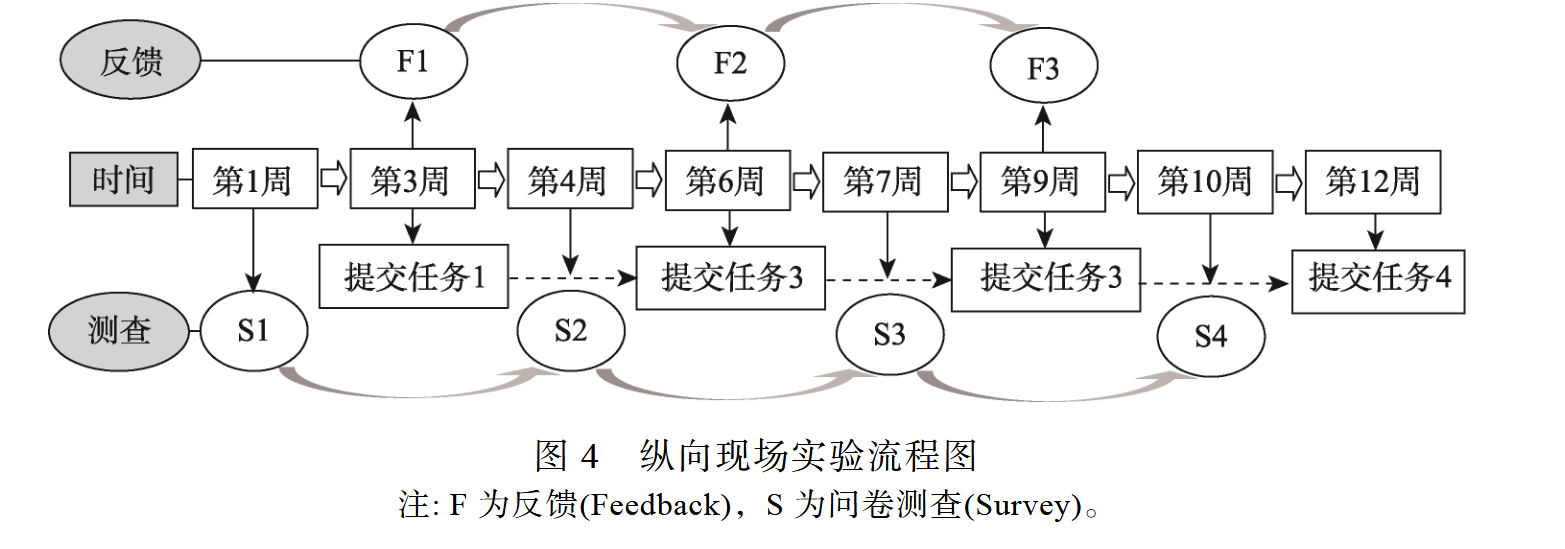 反馈 F1 F2 F3
时间 第1周 第3周 第4周 第6周 第7周 第9周 第10周 第12周
提交任务1 提交任务3 提交任务3 提交任务4
测查 S1 S2 S3 S4
图 4 纵向现场实验流程图
注: F 为反馈(Feedback)，S 为问卷测查(Survey)。